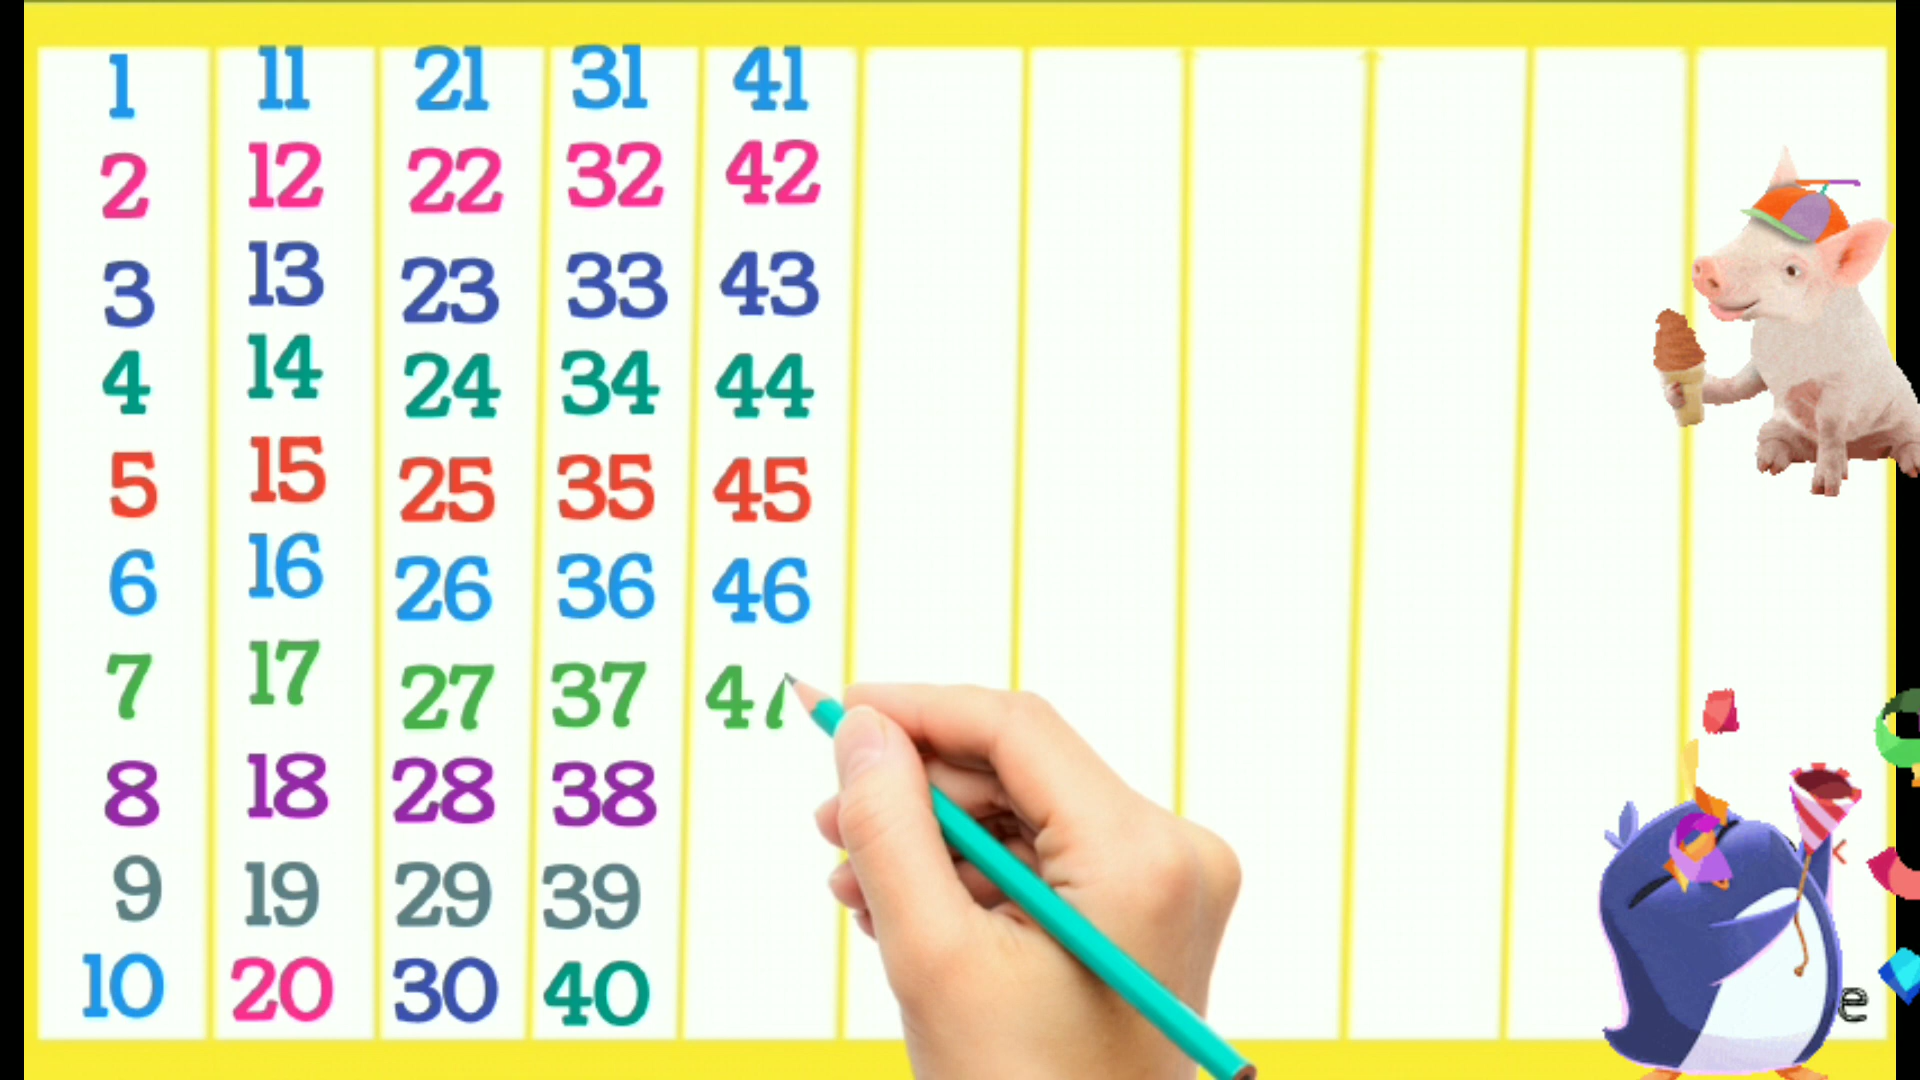 1 11 21 31 41
2 12 22 32 42
3 13 23 33 43
4 14 24 34 44
5 15 25 35 45
6 16 26 36 46
7 17 27 37 4
8 18 28 38
9 19 29 39
10 20 30 40
e